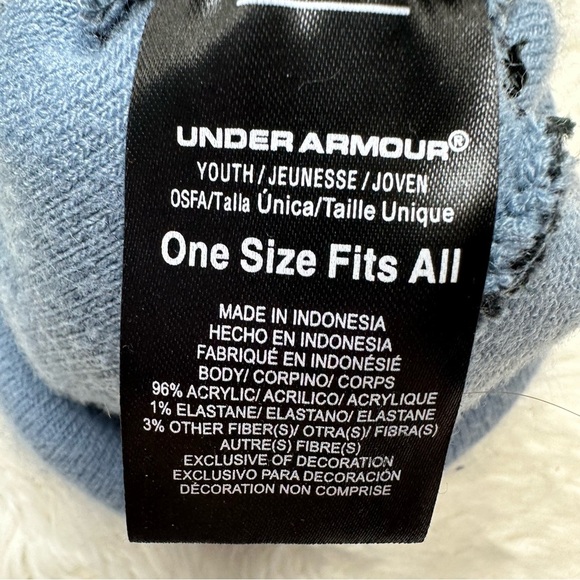 UNDER ARMOUR®
YOUTH/JEUNESSE/JOVEN
OSFA/Talla Única/Taille Unique
One Size Fits All
MADE IN INDONESIA
HECHO EN INDONESIA
FABRIQUÉ EN INDONÉSIE
BODY/ CORPINO/ CORPS
96% ACRYLIC/ ACRILICO/ ACRYLIQUE
1% ELASTANE/ ELASTANO/ ELASTANE
3% OTHER FIBER(S)/ OTRA(S)/ FIBRA(S)
AUTRE(S) FIBRE(S)
EXCLUSIVE OF DECORATION
EXCLUSIVO PARA DECORACIÓN
DÉCORATION NON COMPRISE